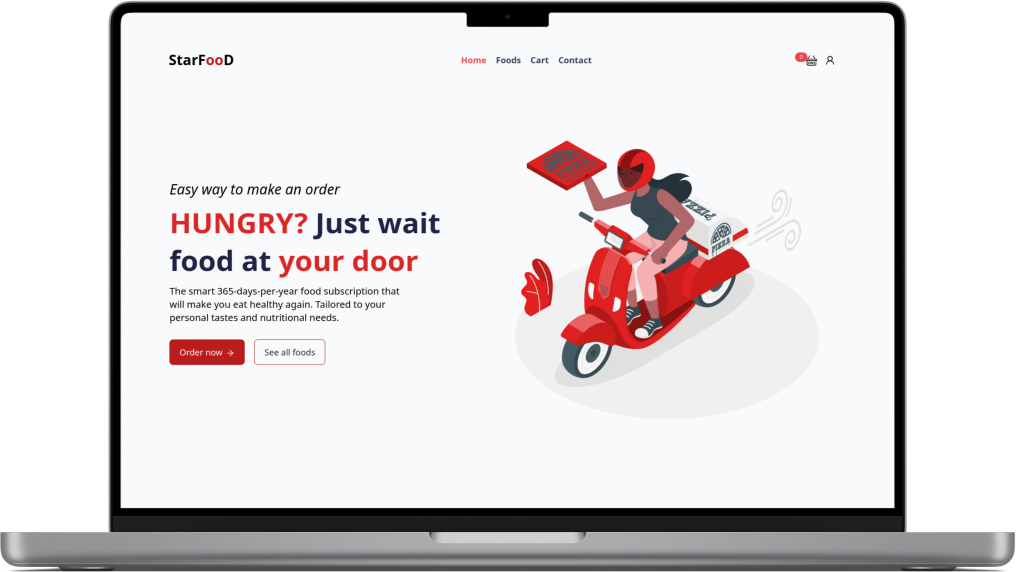 StarFooD
Home Foods Cart Contact
0
Easy way to make an order
HUNGRY? Just wait
food at your door
The smart 365-days-per-year food subscription that
will make you eat healthy again. Tailored to your
personal tastes and nutritional needs.
Order now →
See all foods
PIZZA
PIZZA
PIZZA